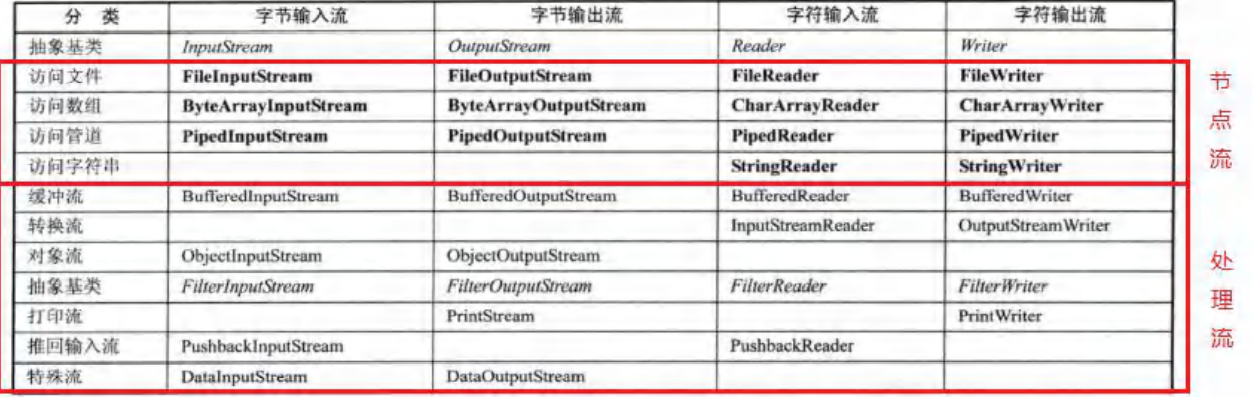 分 类 字节输入流 字节输出流 字符输入流 字符输出流
抽象基类 InputStream OutputStream Reader Writer
访问文件 FileInputStream FileOutputStream FileReader FileWriter
访问数组 ByteArrayInputStream ByteArrayOutputStream CharArrayReader CharArrayWriter
访问管道 PipedInputStream PipedOutputStream PipedReader PipedWriter
访问字符串 StringReader StringWriter
节点流
缓冲流 BufferedInputStream BufferedOutputStream BufferedReader BufferedWriter
转换流 InputStreamReader OutputStreamWriter
对象流 ObjectInputStream ObjectOutputStream
抽象基类 FilterInputStream FilterOutputStream FilterReader FilterWriter
打印流 PrintStream PrintWriter
推回输入流 PushbackInputStream PushbackReader
特殊流 DataInputStream DataOutputStream
处理流